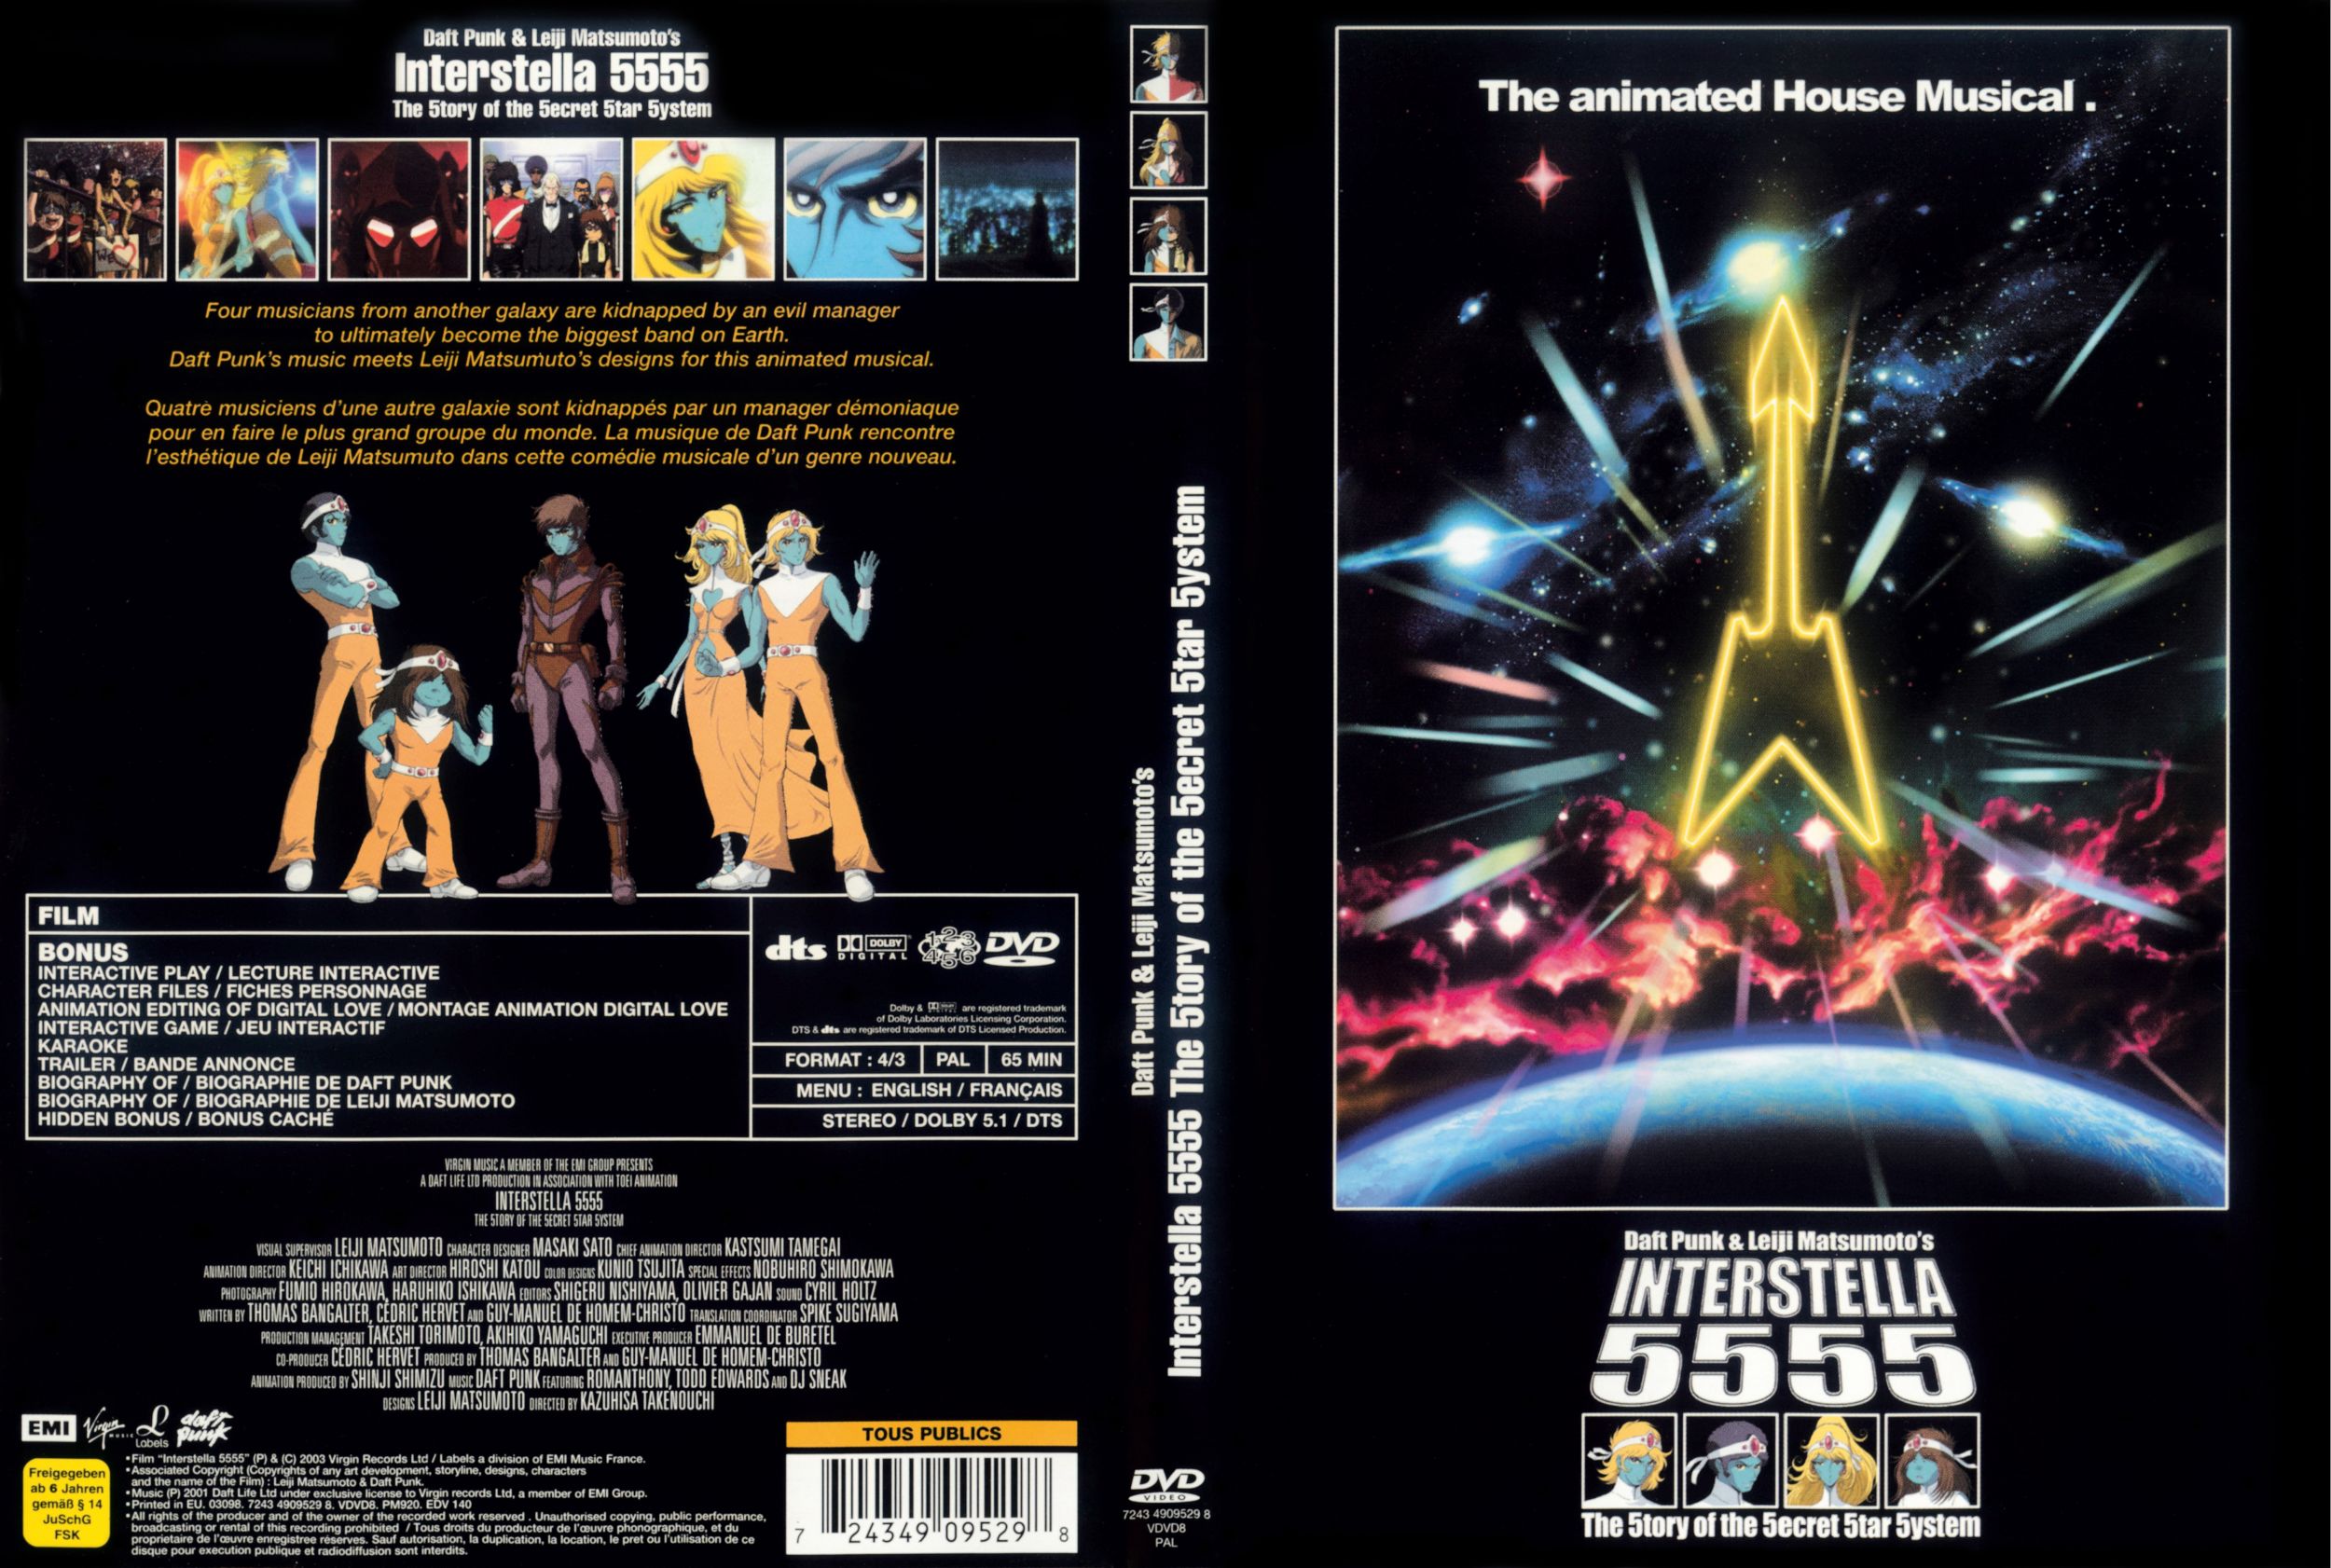 Daft Punk & Leiji Matsumoto's
Interstella 5555
The 5tory of the 5ecret 5tar 5ystem
WE
Four musicians from another galaxy are kidnapped by an evil manager
to ultimately become the biggest band on Earth.
Daft Punk's music meets Leiji Matsumuto's designs for this animated musical.
Quatre musiciens d'une autre galaxie sont kidnappés par un manager démoniaque
pour en faire le plus grand groupe du monde. La musique de Daft Punk rencontre
l'esthétique de Leiji Matsumuto dans cette comédie musicale d'un genre nouveau.
FILM
BONUS
INTERACTIVE PLAY / LECTURE INTERACTIVE
CHARACTER FILES / FICHES PERSONNAGE
ANIMATION EDITING OF DIGITAL LOVE / MONTAGE ANIMATION DIGITAL LOVE
INTERACTIVE GAME / JEU INTERACTIF
KARAOKE
TRAILER / BANDE ANNONCE
BIOGRAPHY OF / BIOGRAPHIE DE DAFT PUNK
BIOGRAPHY OF / BIOGRAPHIE DE LEIJI MATSUMOTO
HIDDEN BONUS / BONUS CACHÉ
dts DOLBY DIGITAL 1 2 3 4 5 6 DVD
Dolby & are registered trademark
of Dolby Laboratories Licensing Corporation.
DTS & dts are registered trademark of DTS Licensed Production.
FORMAT : 4/3 PAL 65 MIN
MENU : ENGLISH / FRANÇAIS
STEREO / DOLBY 5.1 / DTS
VIRGIN MUSIC A MEMBER OF THE EMI GROUP PRESENTS
A DAFT LIFE LTD PRODUCTION IN ASSOCIATION WITH TOEI ANIMATION
INTERSTELLA 5555
THE 5TORY OF THE 5ECRET 5TAR 5YSTEM
VISUAL SUPERVISOR LEIJI MATSUMOTO CHARACTER DESIGNER MASAKI SATO CHIEF ANIMATION DIRECTOR KASTSUMI TAMEGAI
ANIMATION DIRECTOR KEICHI ICHIKAWA ART DIRECTOR HIROSHI KATOU COLOR DESIGNS KUNIO TSUJITA SPECIAL EFFECTS NOBUHIRO SHIMOKAWA
PHOTOGRAPHY FUMIO HIROKAWA, HARUHIKO ISHIKAWA EDITORS SHIGERU NISHIYAMA, OLIVIER GAJAN SOUND CYRIL HOLTZ
WRITTEN BY THOMAS BANGALTER, CÉDRIC HERVET AND GUY-MANUEL DE HOMEM-CHRISTO TRANSLATION COORDINATOR SPIKE SUGIYAMA
PRODUCTION MANAGEMENT TAKESHI TORIMOTO, AKIHIKO YAMAGUCHI EXECUTIVE PRODUCER EMMANUEL DE BURETEL
CO-PRODUCER CÉDRIC HERVET PRODUCED BY THOMAS BANGALTER AND GUY-MANUEL DE HOMEM-CHRISTO
ANIMATION PRODUCED BY SHINJI SHIMIZU MUSIC DAFT PUNK FEATURING ROMANTHONY, TODD EDWARDS AND DJ SNEAK
DESIGNS LEIJI MATSUMOTO DIRECTED BY KAZUHISA TAKENOUCHI
EMI Virgin MUSIC L Labels daft punk
Freigegeben
ab 6 Jahren
gemäß § 14
JuSchG
FSK
•Film "Interstella 5555" (P) & (C) 2003 Virgin Records Ltd / Labels a division of EMI Music France.
•Associated Copyright (Copyrights of any art development, storyline, designs, characters
and the name of the Film) : Leiji Matsumoto & Daft Punk.
•Music (P) 2001 Daft Life Ltd under exclusive license to Virgin records Ltd, a member of EMI Group.
•Printed in EU. 03098. 7243 4909529 8. VDVD8. PM920. EDV 140
•All rights of the producer and of the owner of the recorded work reserved . Unauthorised copying, public performance,
broadcasting or rental of this recording prohibited / Tous droits du producteur de l'œuvre phonographique, et du
proprietaire de l'œuvre enregistree réserves. Sauf autorisation, la duplication, la location, le pret ou l'utilisation de ce
disque pour execution publique et radiodiffusion sont interdits.
TOUS PUBLICS
7 24349 09529 8
Daft Punk & Leiji Matsumoto's
Interstella 5555 The 5tory of the 5ecret 5tar 5ystem
DVD
VIDEO
7243 4909529 8
VDVD8
PAL
The animated House Musical .
Daft Punk & Leiji Matsumoto's
INTERSTELLA
5555
The 5tory of the 5ecret 5tar 5ystem